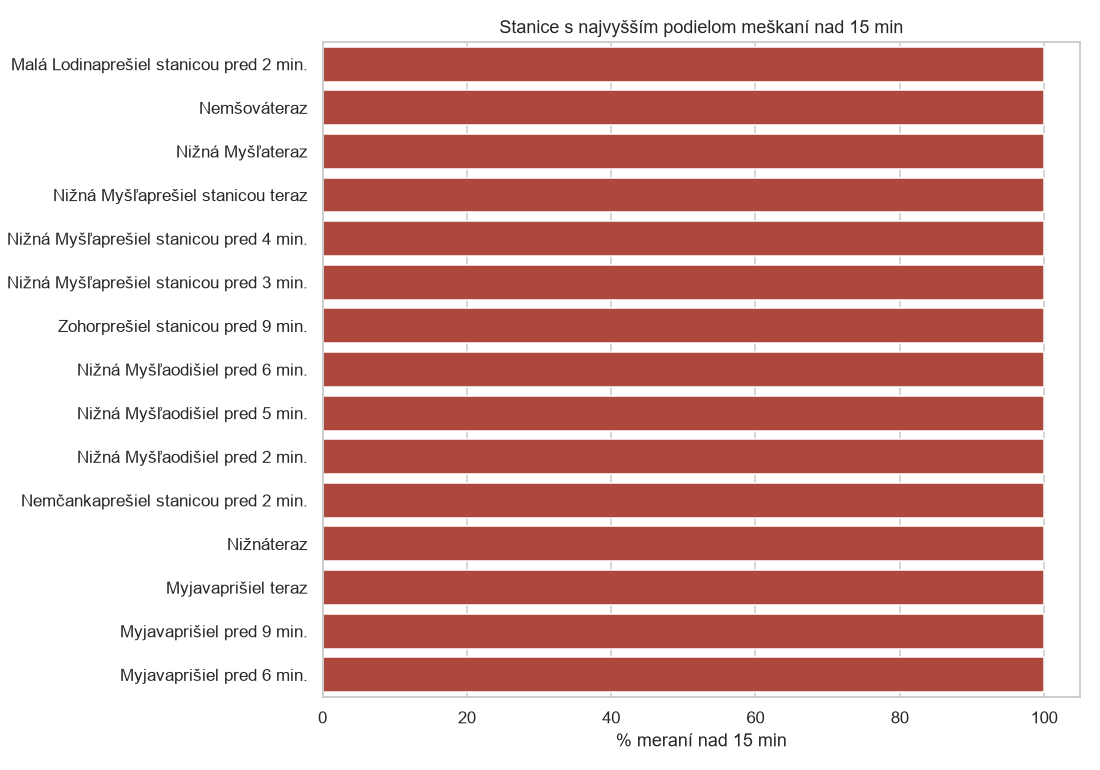 Stanice s najvyšším podielom meškaní nad 15 min
Malá Lodinaprešiel stanicou pred 2 min.
Nemšováteraz
Nižná Myšľateraz
Nižná Myšľaprešiel stanicou teraz
Nižná Myšľaprešiel stanicou pred 4 min.
Nižná Myšľaprešiel stanicou pred 3 min.
Zohorprešiel stanicou pred 9 min.
Nižná Myšľaodišiel pred 6 min.
Nižná Myšľaodišiel pred 5 min.
Nižná Myšľaodišiel pred 2 min.
Nemčankaprešiel stanicou pred 2 min.
Nižnáteraz
Myjavaprišiel teraz
Myjavaprišiel pred 9 min.
Myjavaprišiel pred 6 min.
0 20 40 60 80 100
% meraní nad 15 min